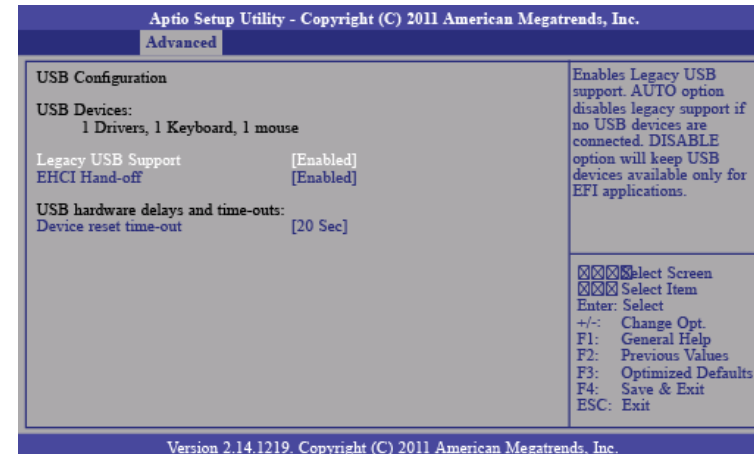 Aptio Setup Utility - Copyright (C) 2011 American Megatrends, Inc.
Advanced
USB Configuration
USB Devices:
1 Drivers, 1 Keyboard, 1 mouse
Legacy USB Support [Enabled]
EHCI Hand-off [Enabled]
USB hardware delays and time-outs:
Device reset time-out [20 Sec]
Enables Legacy USB
support. AUTO option
disables legacy support if
no USB devices are
connected. DISABLE
option will keep USB
devices available only for
EFI applications.
Select Screen
Select Item
Enter: Select
+/-: Change Opt.
F1: General Help
F2: Previous Values
F3: Optimized Defaults
F4: Save & Exit
ESC: Exit
Version 2.14.1219. Copyright (C) 2011 American Megatrends, Inc.